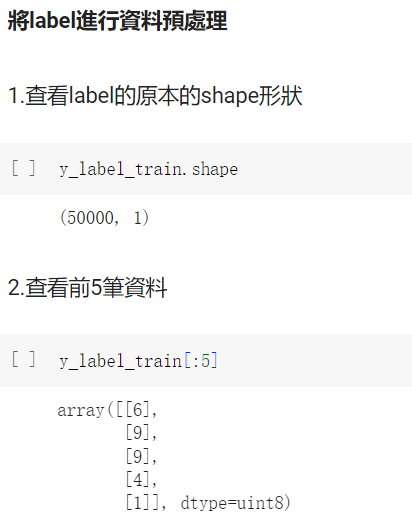 將label進行資料預處理
1.查看label的原本的shape形狀
[ ] y_label_train.shape
(50000, 1)
2.查看前5筆資料
[ ] y_label_train[:5]
array([[6],
[9],
[9],
[4],
[1]], dtype=uint8)